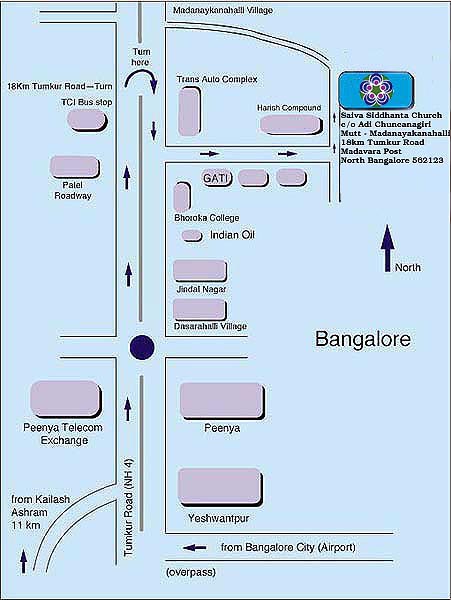 Madanaykanahalli Village
Turn
here
18Km Tumkur Road—Turn
TCI Bus stop
Trans Auto Complex
Harish Compound
Saiva Siddhanta Church
c/o Adi Chuncanagiri
Mutt - Madanayakanahalli
18km Tumkur Road
Madavara Post
North Bangalore 562123
Patel
Roadway
GATI
Bhoroka College
Indian Oil
North
Jindal Nagar
Dasarahalli Village
Bangalore
Peenya Telecom
Exchange
Peenya
Tumkur Road (NH 4)
from Kailash
Ashram
11 km
Yeshwantpur
from Bangalore City (Airport)
(overpass)